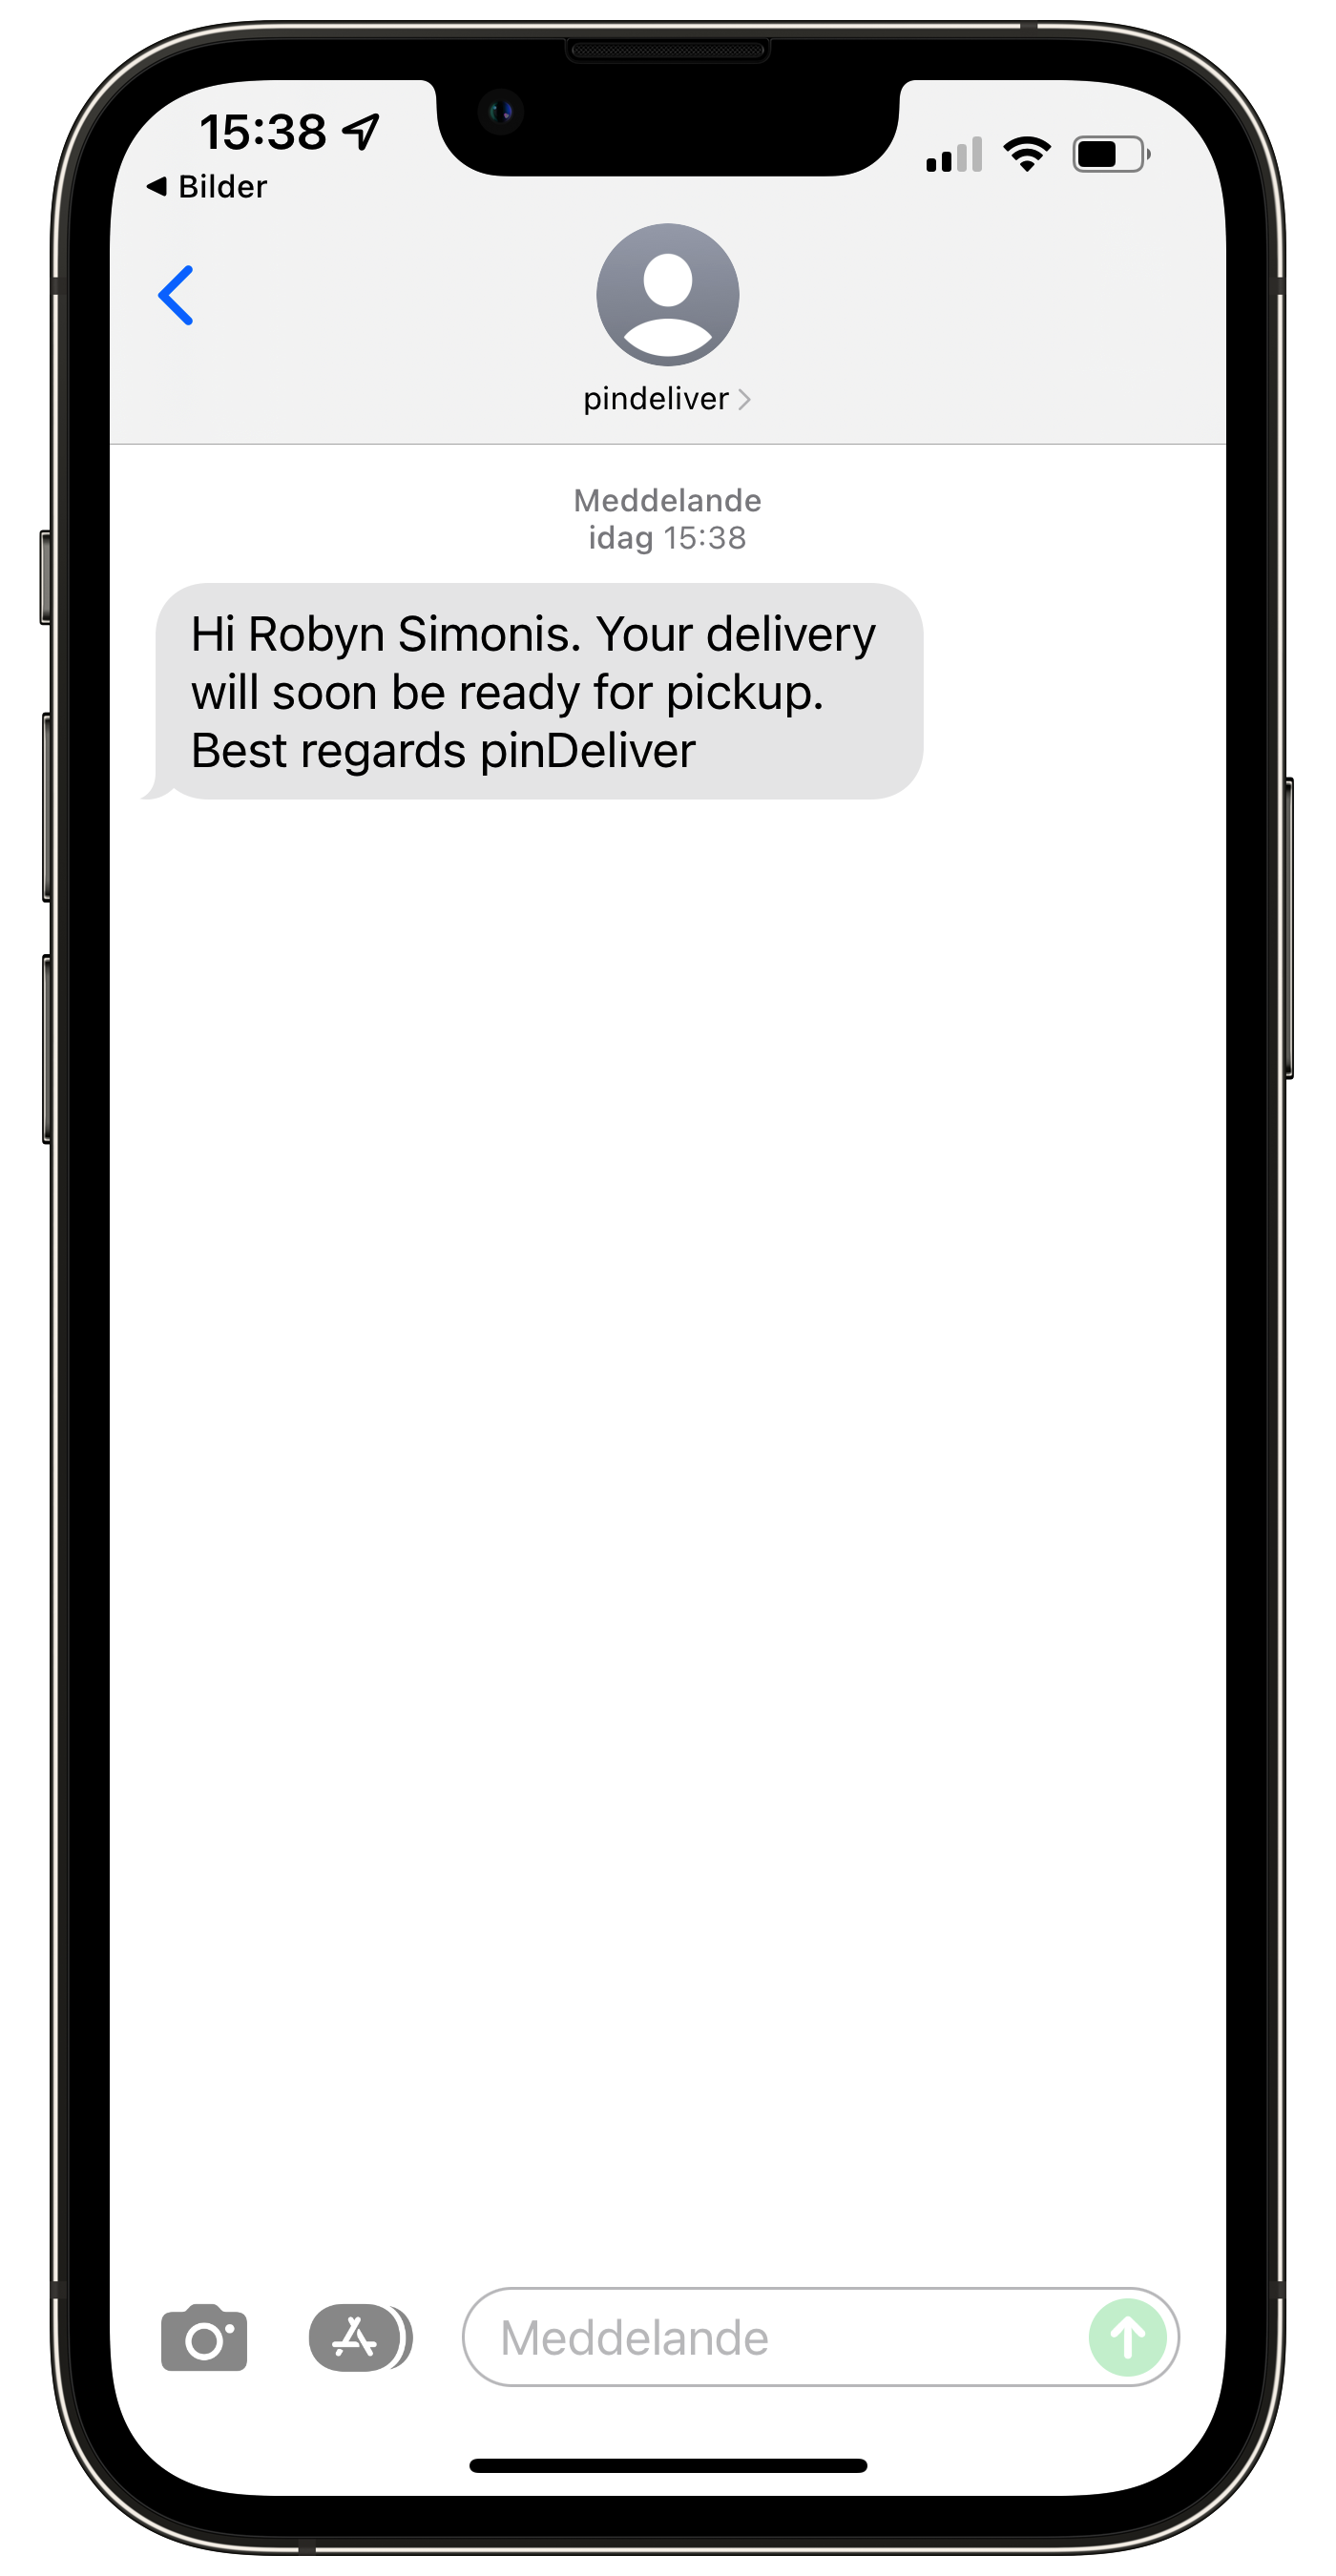 15:38
Bilder
pindeliver
Meddelande
idag 15:38
Hi Robyn Simonis. Your delivery
will soon be ready for pickup.
Best regards pinDeliver
Meddelande